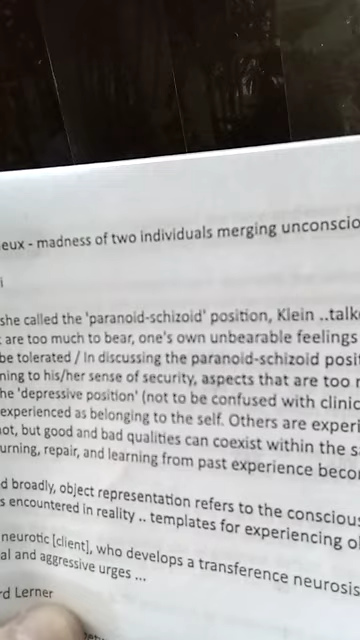 eux - madness of two individuals merging unconscio
i
she called the 'paranoid-schizoid' position, Klein ..talk
are too much to bear, one's own unbearable feelings
be tolerated / In discussing the paranoid-schizoid posit
ning to his/her sense of security, aspects that are too
he 'depressive position' (not to be confused with clinic
experienced as belonging to the self. Others are experi
ot, but good and bad qualities can coexist within the s
urning, repair, and learning from past experience beco
d broadly, object representation refers to the conscious
s encountered in reality .. templates for experiencing o
neurotic [client], who develops a transference neurosis
al and aggressive urges ...
rd Lerner